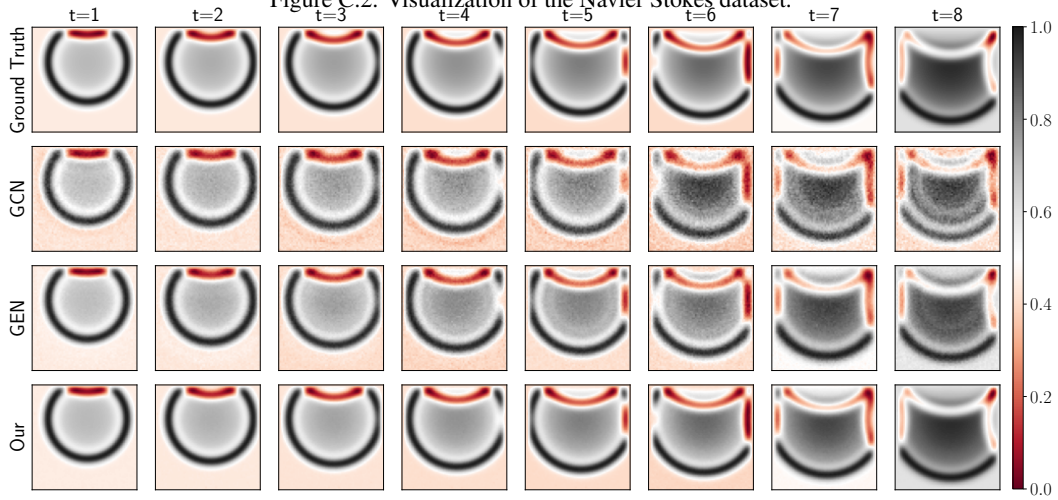 Figure C.2: Visualization of the Navier Stokes dataset.
t=1 t=2 t=3 t=4 t=5 t=6 t=7 t=8
Ground Truth
GCN
GEN
Our
1.0
0.8
0.6
0.4
0.2
0.0